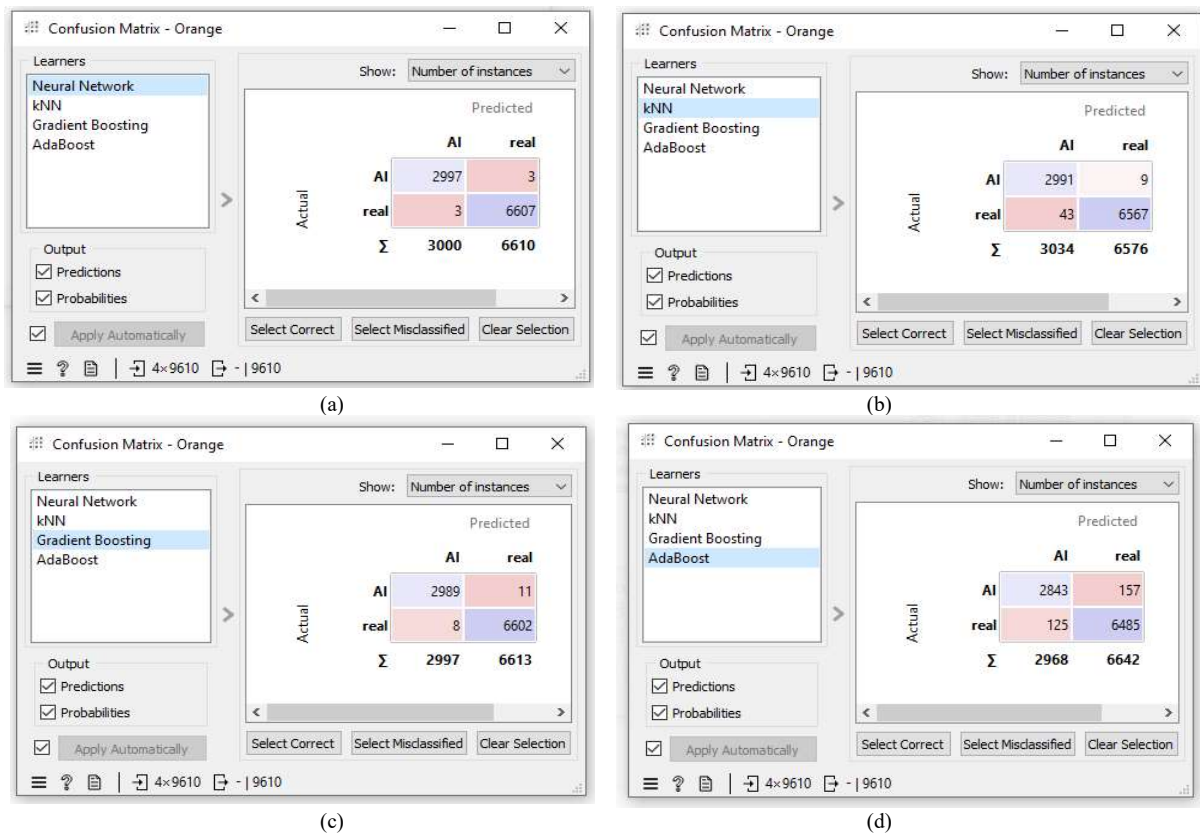 Confusion Matrix - Orange
Learners
Neural Network
kNN
Gradient Boosting
AdaBoost
Output
Predictions
Probabilities
Apply Automatically
Show: Number of instances
Predicted
AI real
Actual
AI 2997 3
real 3 6607
Σ 3000 6610
Select Correct Select Misclassified Clear Selection
4×9610 - | 9610
(a)
Confusion Matrix - Orange
Learners
Neural Network
kNN
Gradient Boosting
AdaBoost
Output
Predictions
Probabilities
Apply Automatically
Show: Number of instances
Predicted
AI real
Actual
AI 2991 9
real 43 6567
Σ 3034 6576
Select Correct Select Misclassified Clear Selection
4×9610 - | 9610
(b)
Confusion Matrix - Orange
Learners
Neural Network
kNN
Gradient Boosting
AdaBoost
Output
Predictions
Probabilities
Apply Automatically
Show: Number of instances
Predicted
AI real
Actual
AI 2989 11
real 8 6602
Σ 2997 6613
Select Correct Select Misclassified Clear Selection
4×9610 - | 9610
(c)
Confusion Matrix - Orange
Learners
Neural Network
kNN
Gradient Boosting
AdaBoost
Output
Predictions
Probabilities
Apply Automatically
Show: Number of instances
Predicted
AI real
Actual
AI 2843 157
real 125 6485
Σ 2968 6642
Select Correct Select Misclassified Clear Selection
4×9610 - | 9610
(d)